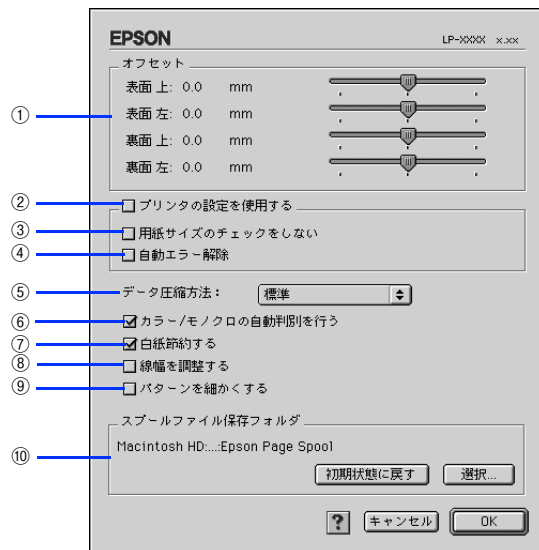 EPSON LP-XXXX x.xx
オフセット
① 表面 上: 0.0 mm
表面 左: 0.0 mm
裏面 上: 0.0 mm
裏面 左: 0.0 mm
② プリンタの設定を使用する
③ 用紙サイズのチェックをしない
④ 自動エラー解除
⑤ データ圧縮方法： 標準
⑥ カラー/モノクロの自動判別を行う
⑦ 白紙節約する
⑧ 線幅を調整する
⑨ パターンを細かくする
スプールファイル保存フォルダ
⑩ Macintosh HD:...:Epson Page Spool
初期状態に戻す 選択...
? キャンセル OK